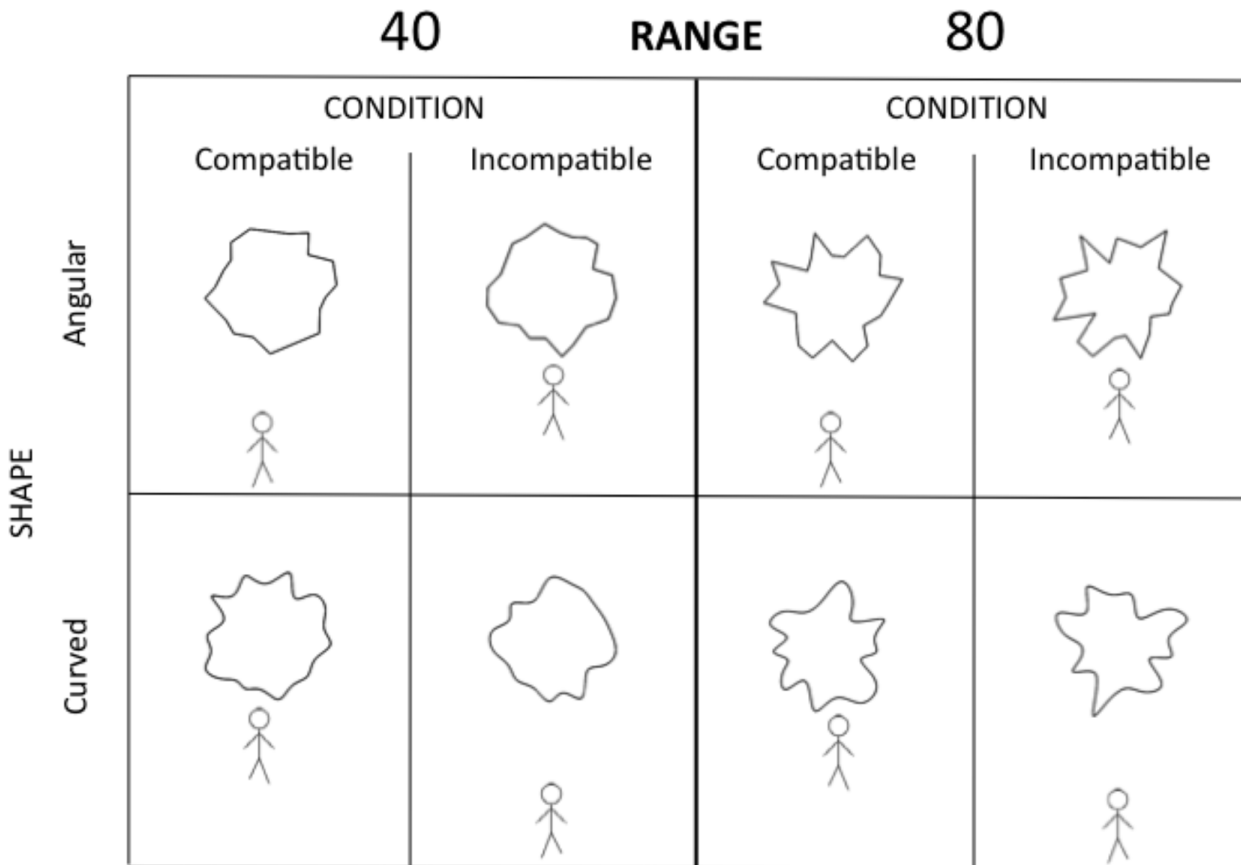 40 RANGE 80
CONDITION CONDITION
Compatible Incompatible Compatible Incompatible
Angular
SHAPE
Curved